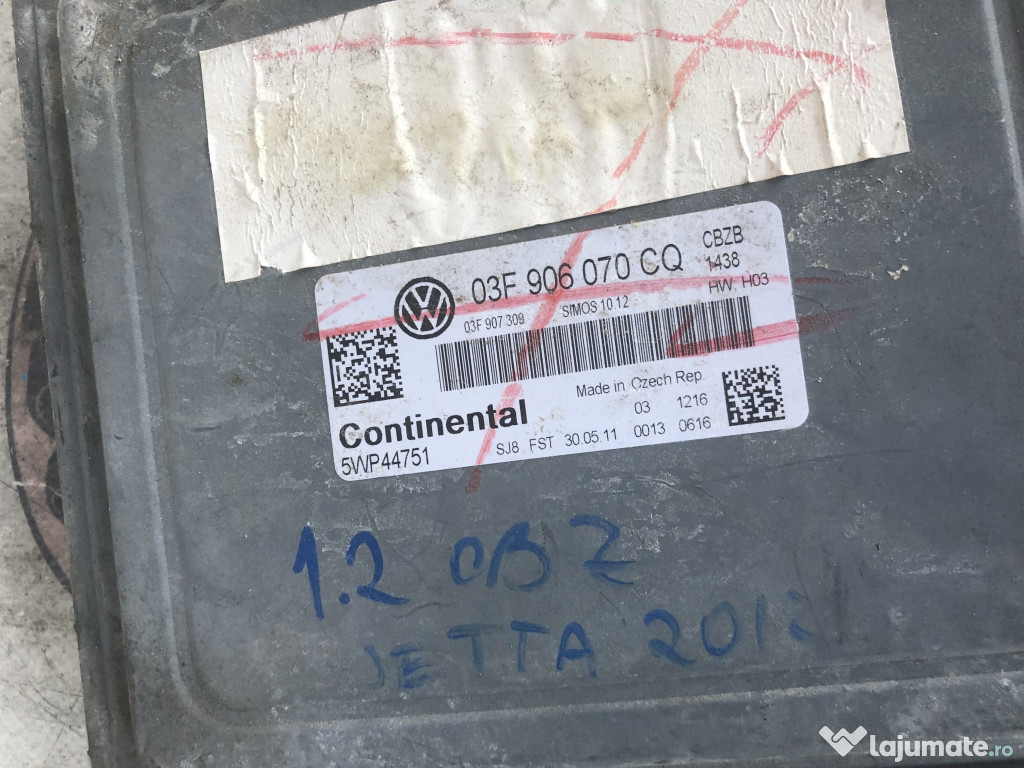 03F 906 070 CQ
CBZB
1438
HW: H03
03F 907 309 SIMOS 10.12
Made in Czech Rep.
03 1216
Continental
5WP44751
SJ8 FST 30.05.11 0013 0616
1.2 CBZ
JETTA
lajumate.ro